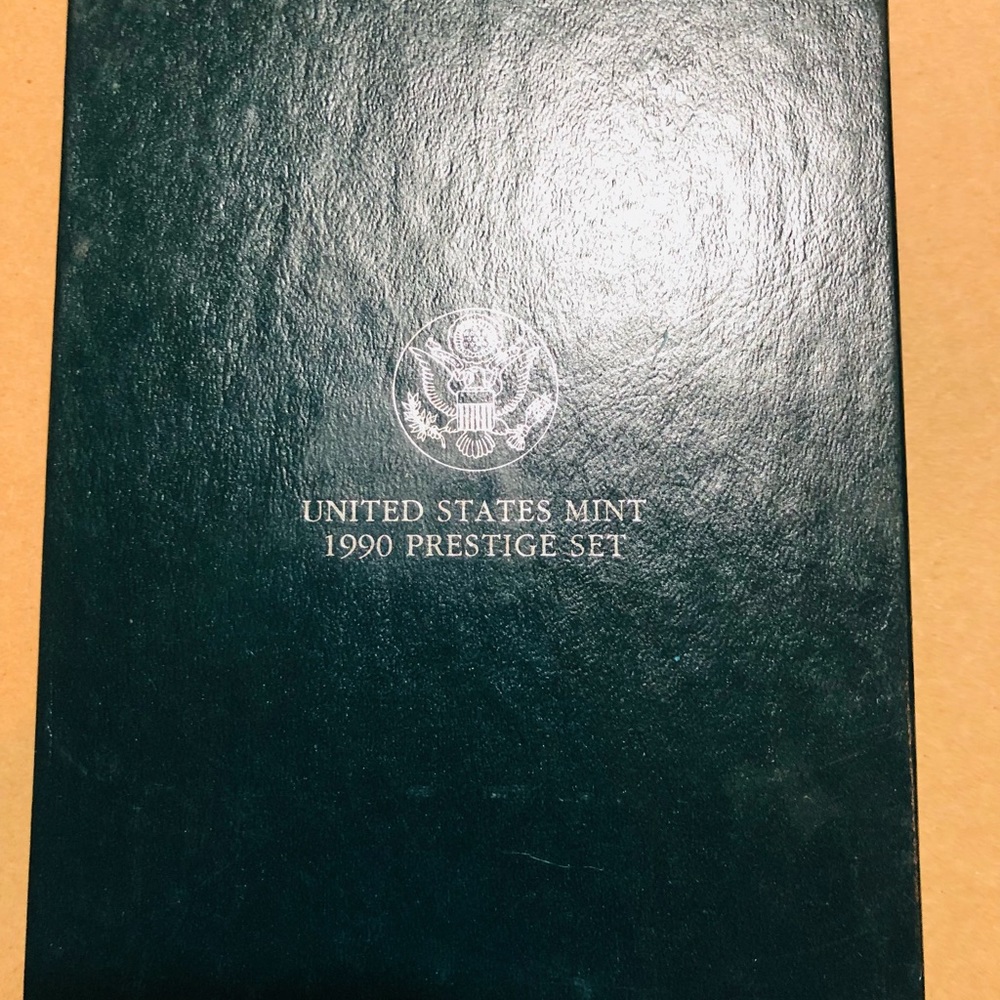 UNITED STATES MINT
1990 PRESTIGE SET